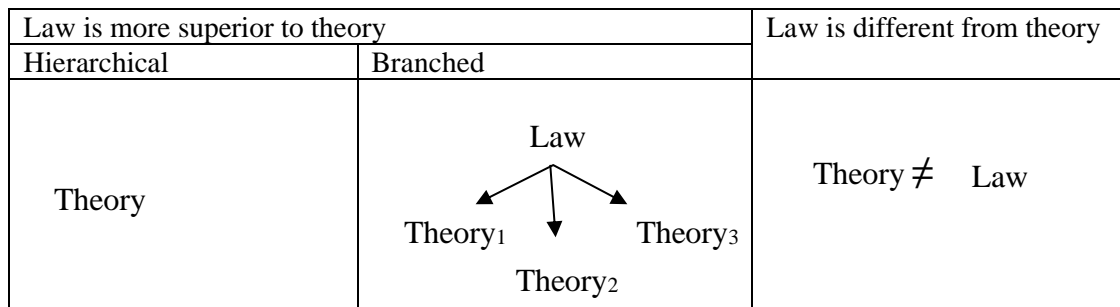 Law is more superior to theory
Law is different from theory
Hierarchical
Branched
Theory
Law
Theory1
Theory2
Theory3
Theory ≠ Law